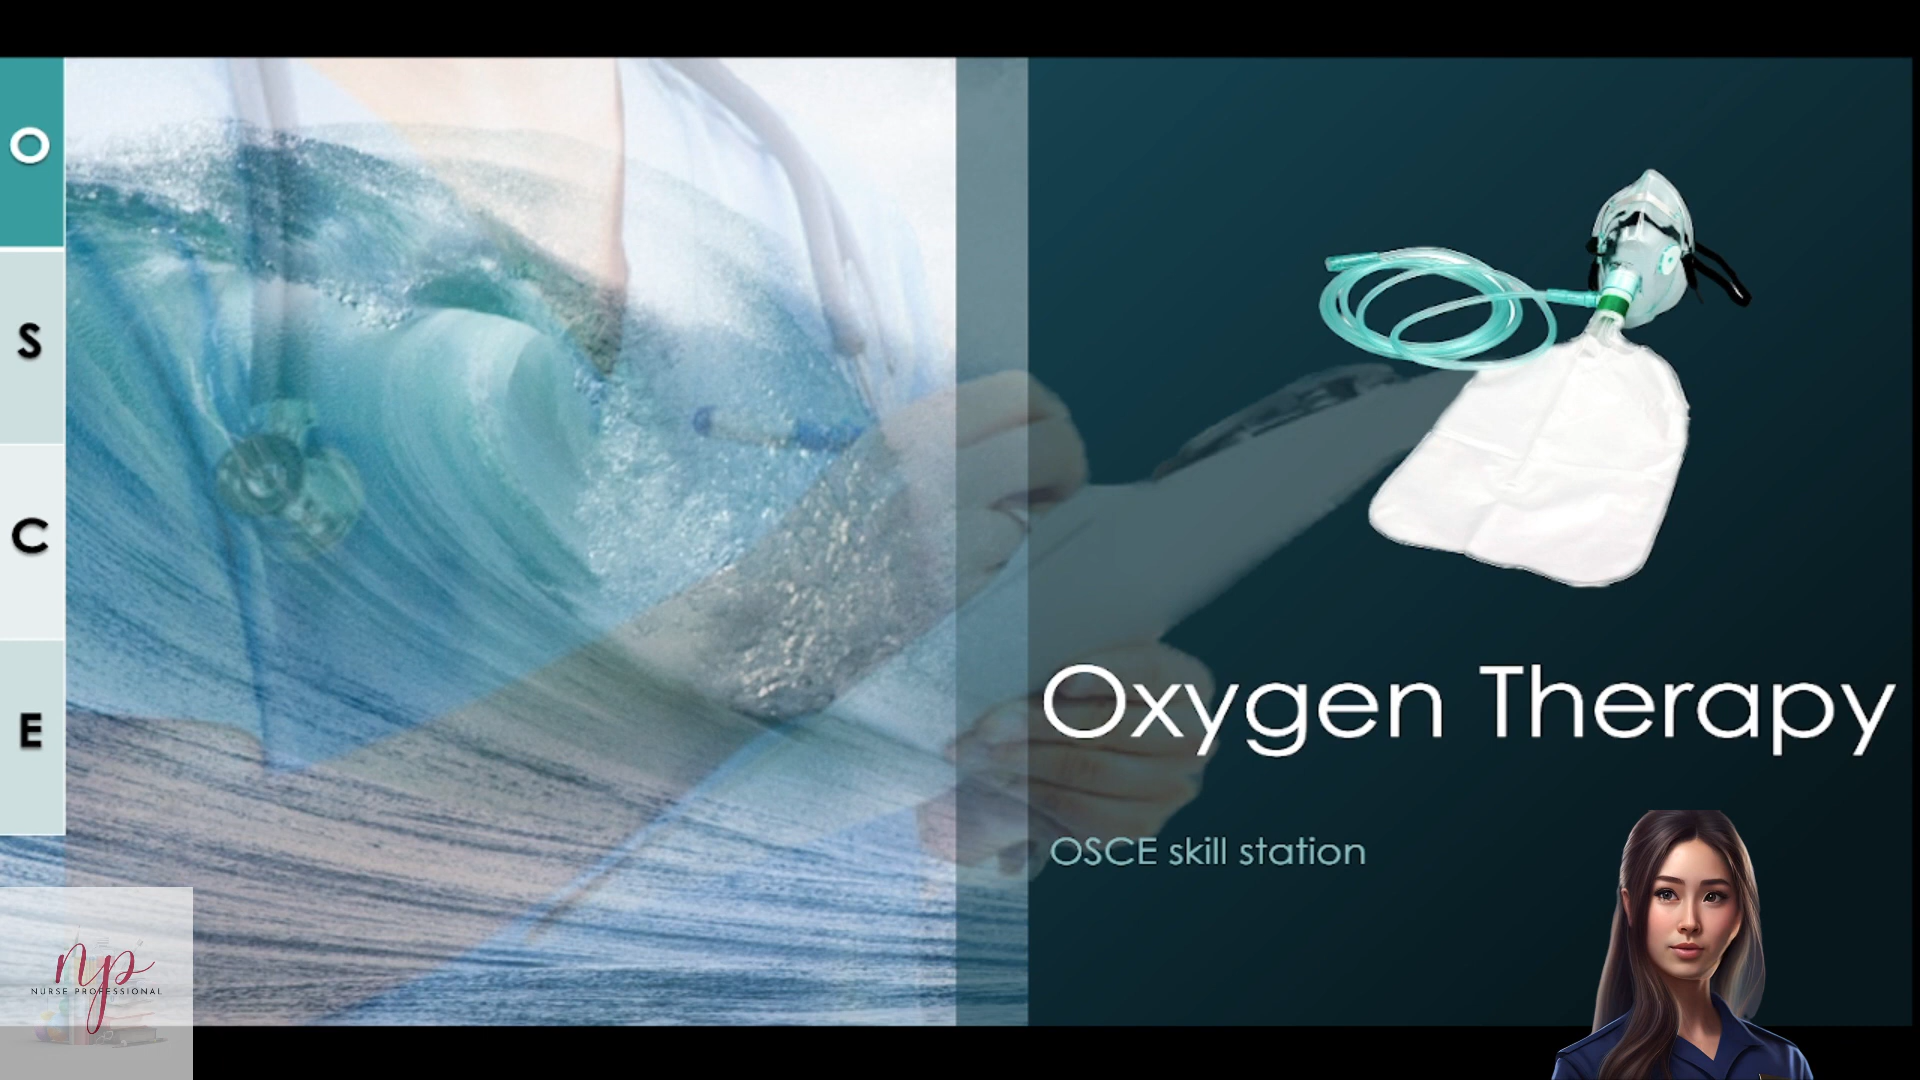 O
S
C
E
Oxygen Therapy
OSCE skill station
np
NURSE PROFESSIONAL